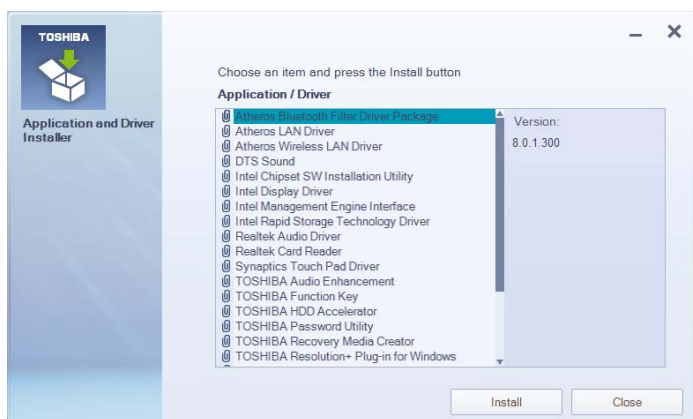 TOSHIBA
Application and Driver
Installer
Choose an item and press the Install button
Application / Driver
Atheros Bluetooth Filter Driver Package
Atheros LAN Driver
Atheros Wireless LAN Driver
DTS Sound
Intel Chipset SW Installation Utility
Intel Display Driver
Intel Management Engine Interface
Intel Rapid Storage Technology Driver
Realtek Audio Driver
Realtek Card Reader
Synaptics Touch Pad Driver
TOSHIBA Audio Enhancement
TOSHIBA Function Key
TOSHIBA HDD Accelerator
TOSHIBA Password Utility
TOSHIBA Recovery Media Creator
TOSHIBA Resolution+ Plug-in for Windows
Version:
8.0.1.300
Install
Close